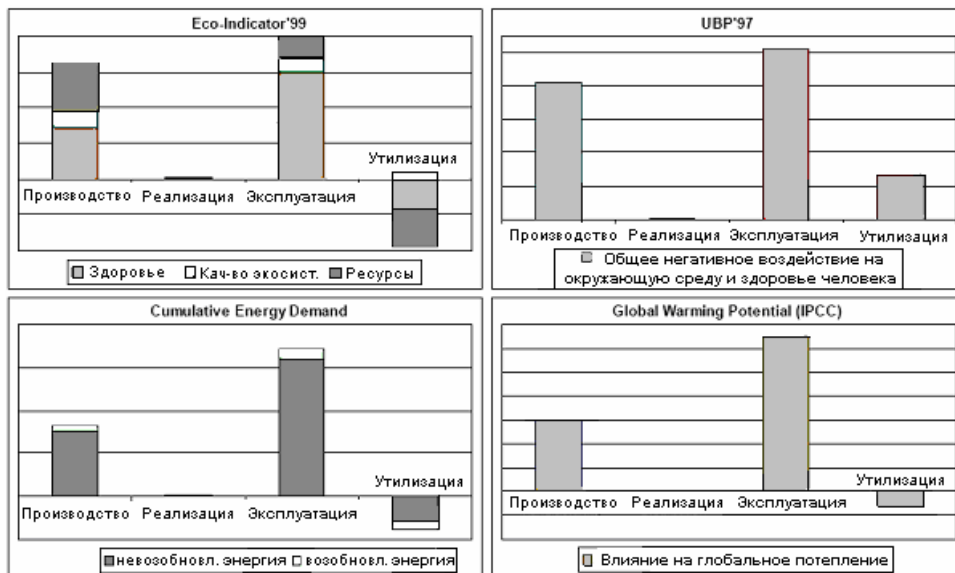 Eco-Indicator'99
Утилизация
Производство Реализация Эксплуатация
Здоровье Кач-во экосист. Ресурсы
UBP'97
Производство Реализация Эксплуатация Утилизация
Общее негативное воздействие на
окружающую среду и здоровье человека
Cumulative Energy Demand
Утилизация
Производство Реализация Эксплуатация
невозобновл. энергия возобновл. энергия
Global Warming Potential (IPCC)
Утилизация
Производство Реализация Эксплуатация
Влияние на глобальное потепление